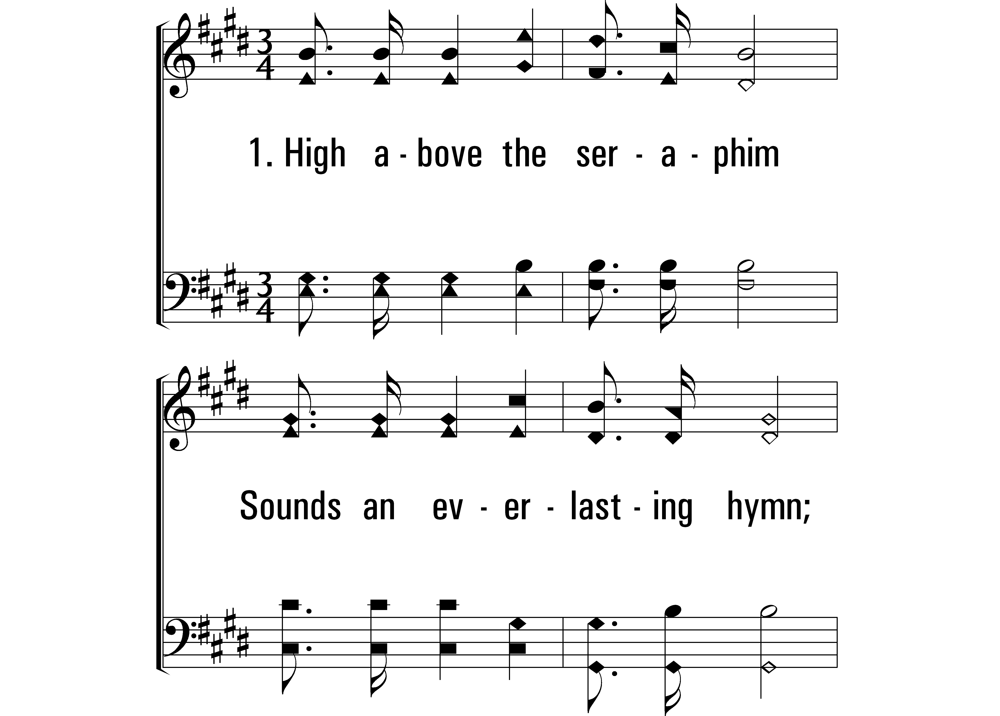 1. High a - bove the ser - a - phim
Sounds an ev - er - last - ing hymn;